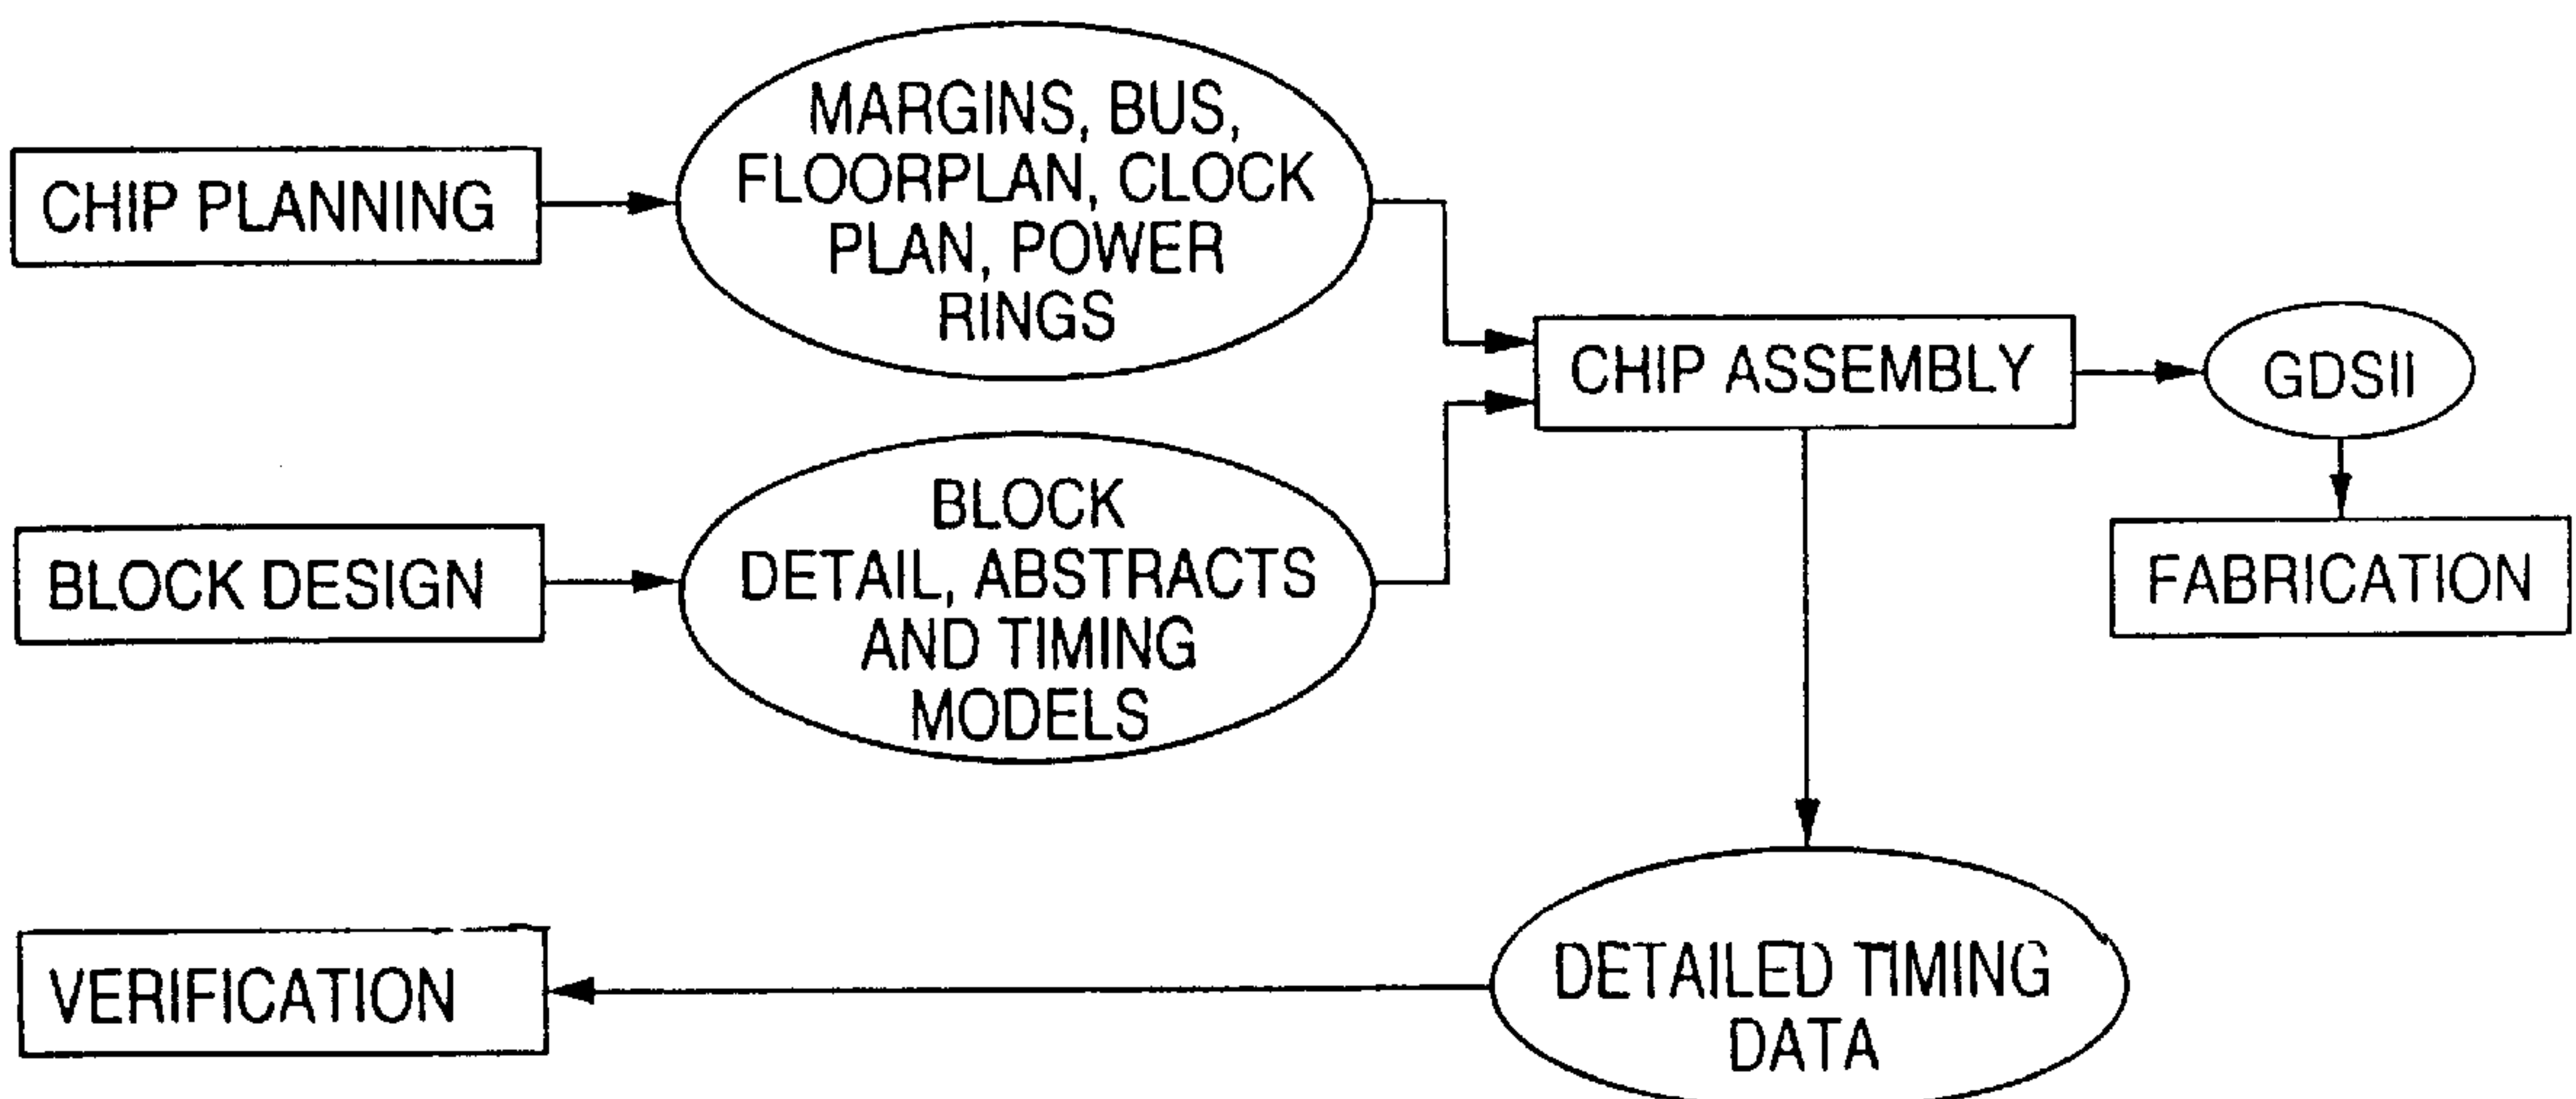 CHIP PLANNING
MARGINS, BUS,
FLOORPLAN, CLOCK
PLAN, POWER
RINGS
BLOCK DESIGN
BLOCK
DETAIL, ABSTRACTS
AND TIMING
MODELS
CHIP ASSEMBLY
GDSII
FABRICATION
VERIFICATION
DETAILED TIMING
DATA